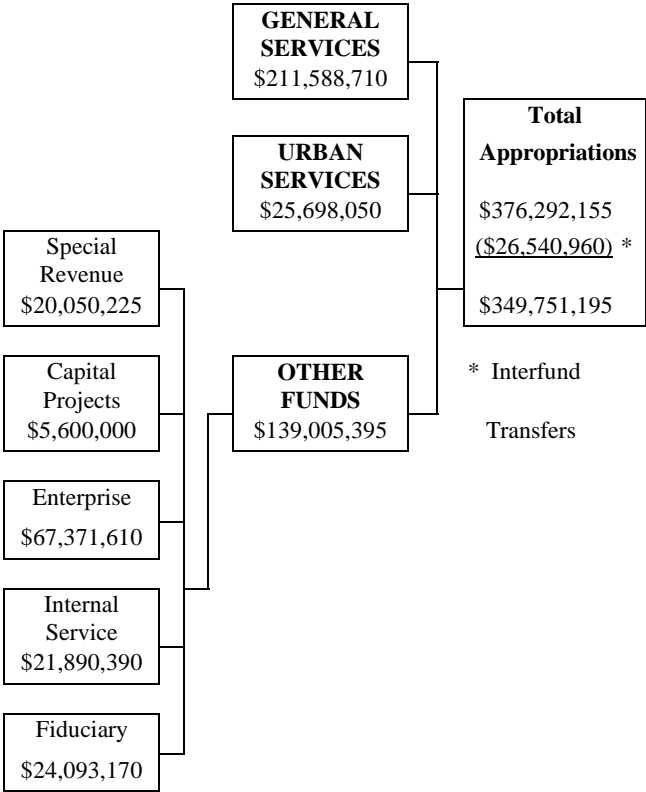 GENERAL
SERVICES
$211,588,710
URBAN
SERVICES
$25,698,050
Total
Appropriations
$376,292,155
($26,540,960) *
$349,751,195
Special
Revenue
$20,050,225
Capital
Projects
$5,600,000
OTHER
FUNDS
$139,005,395
* Interfund
Transfers
Enterprise
$67,371,610
Internal
Service
$21,890,390
Fiduciary
$24,093,170